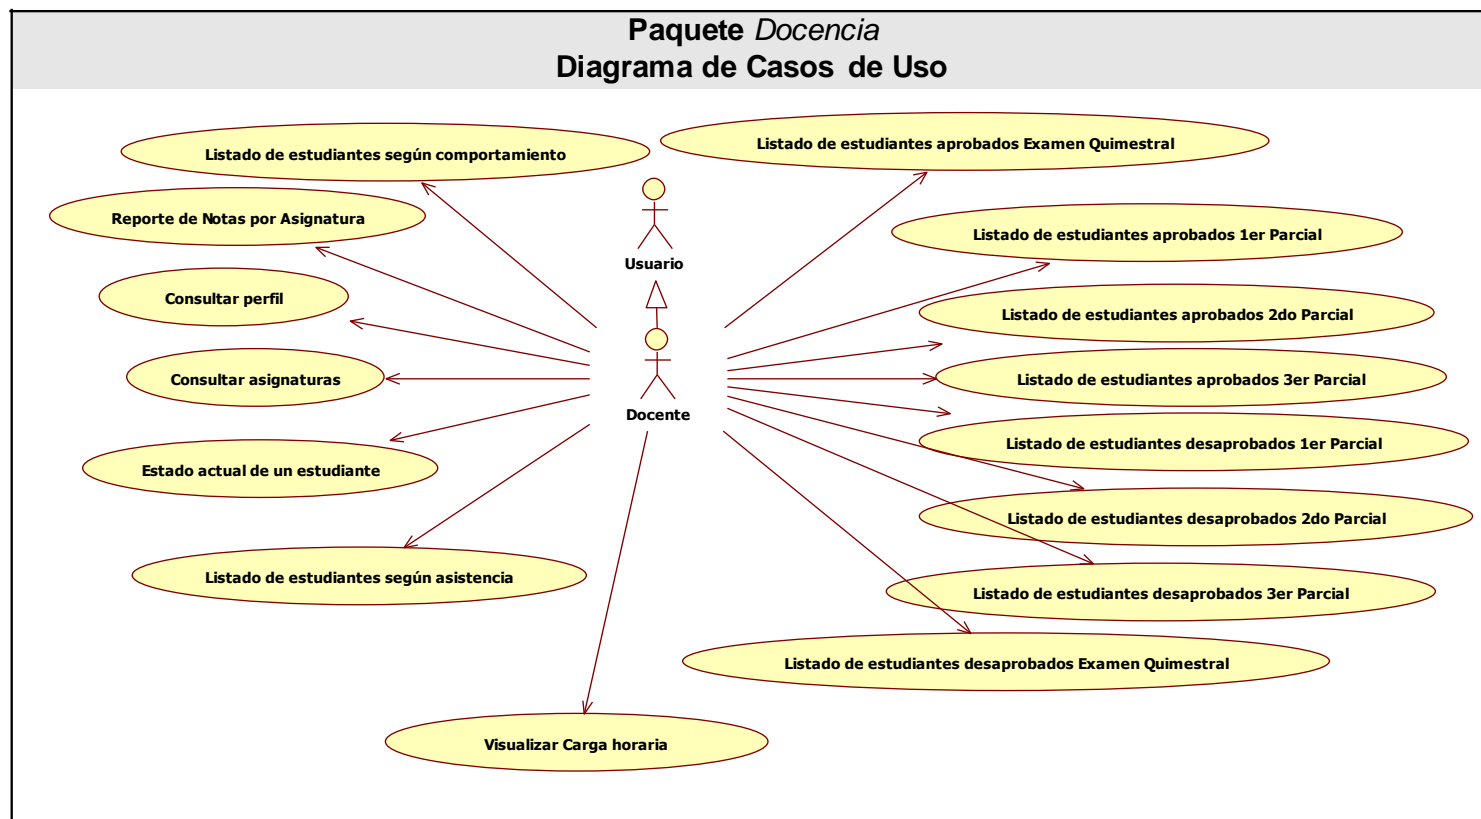 Paquete Docencia
Diagrama de Casos de Uso
Listado de estudiantes según comportamiento
Listado de estudiantes aprobados Examen Quimestral
Reporte de Notas por Asignatura
Usuario
Listado de estudiantes aprobados 1er Parcial
Consultar perfil
Listado de estudiantes aprobados 2do Parcial
Consultar asignaturas
Listado de estudiantes aprobados 3er Parcial
Docente
Listado de estudiantes desaprobados 1er Parcial
Estado actual de un estudiante
Listado de estudiantes desaprobados 2do Parcial
Listado de estudiantes según asistencia
Listado de estudiantes desaprobados 3er Parcial
Listado de estudiantes desaprobados Examen Quimestral
Visualizar Carga horaria